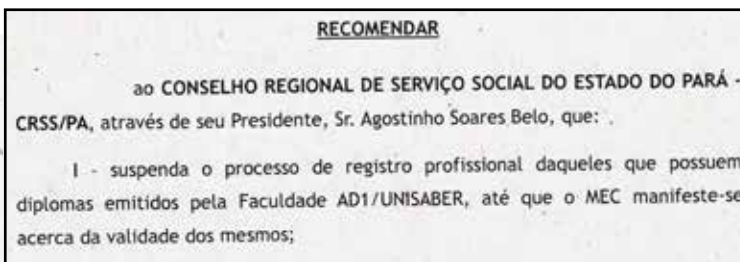 RECOMENDAR
ao CONSELHO REGIONAL DE SERVIÇO SOCIAL DO ESTADO DO PARÁ -
CRSS/PA, através de seu Presidente, Sr. Agostinho Soares Belo, que:
I - suspenda o processo de registro profissional daqueles que possuem
diplomas emitidos pela Faculdade AD1/UNISABER, até que o MEC manifeste-se
acerca da validade dos mesmos;